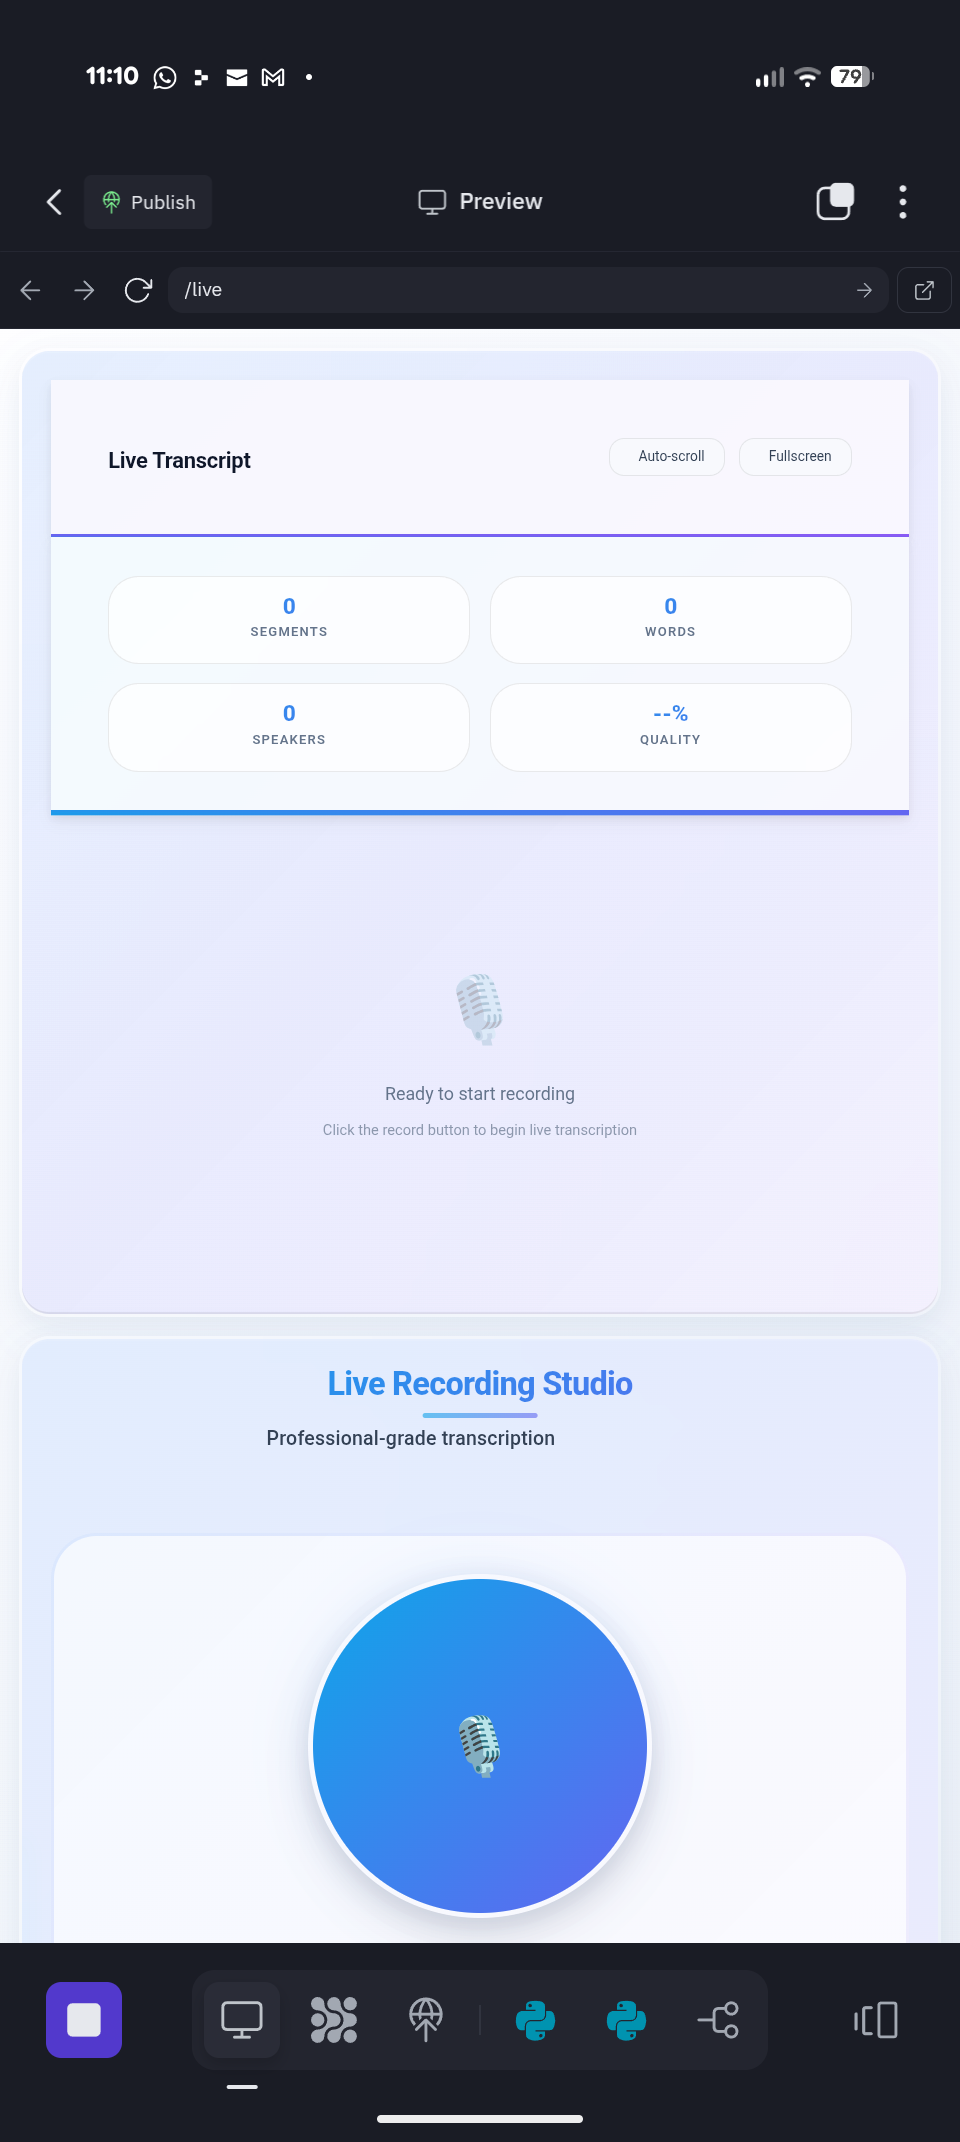 11:10
79
Publish
Preview
/live
Live Transcript
Auto-scroll
Fullscreen
0
SEGMENTS
0
WORDS
0
SPEAKERS
--%
QUALITY
Ready to start recording
Click the record button to begin live transcription
Live Recording Studio
Professional-grade transcription